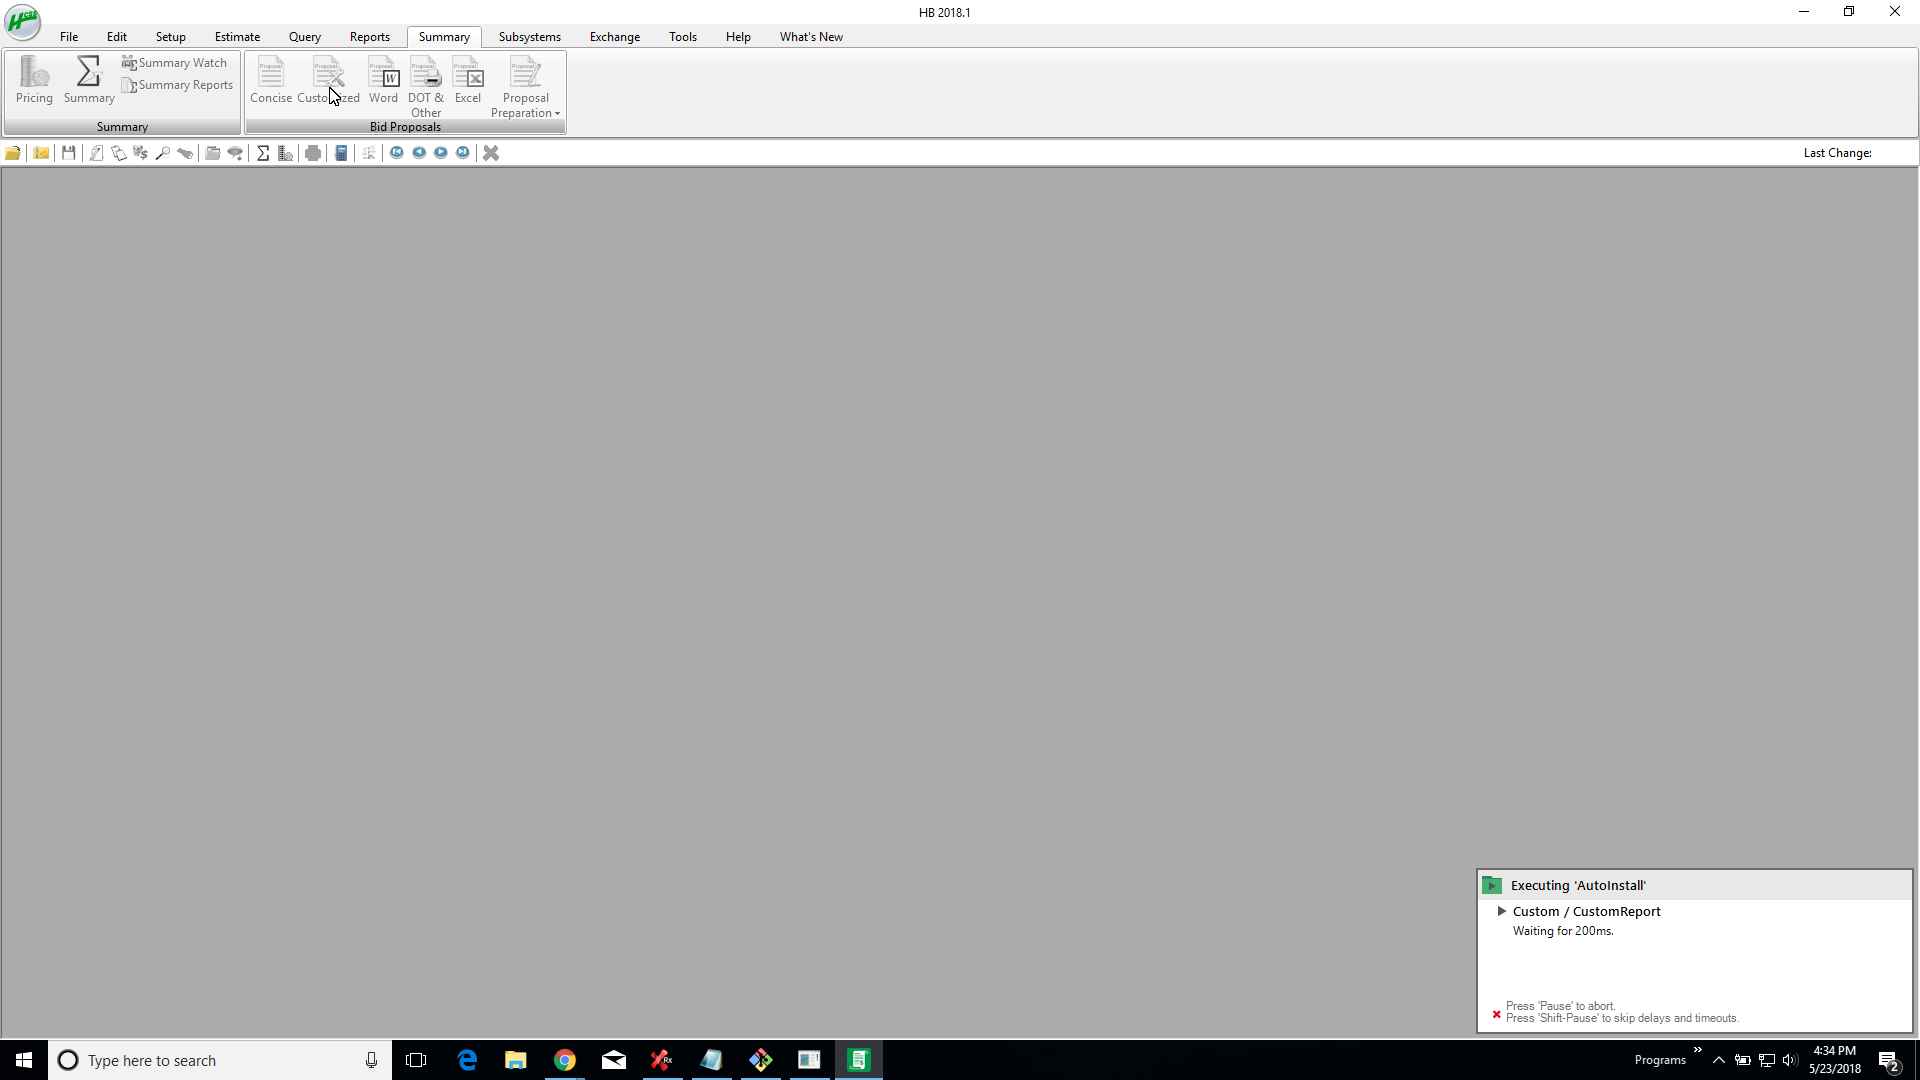 HB 2018.1
File Edit Setup Estimate Query Reports Summary Subsystems Exchange Tools Help What's New
Pricing
Summary
Summary Watch
Summary Reports
Summary
Concise
Word
DOT &
Other
Excel
Proposal
Preparation
Bid Proposals
Last Change:
Executing 'AutoInstall'
Custom / CustomReport
Waiting for 200ms.
Press 'Pause' to abort.
Press 'Shift-Pause' to skip delays and timeouts.
Type here to search
Programs
4:34 PM
5/23/2018
2